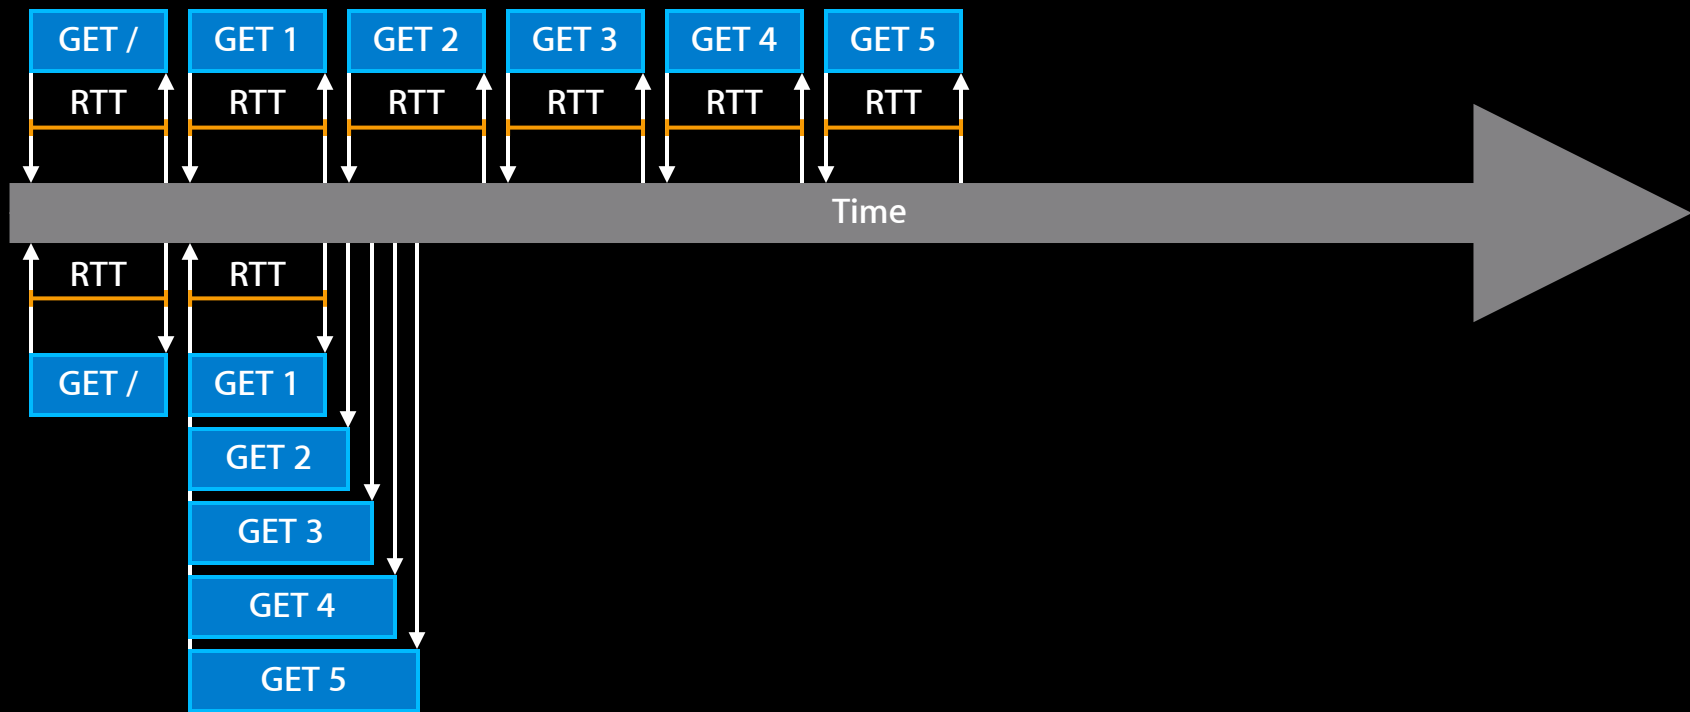 GET / GET 1 GET 2 GET 3 GET 4 GET 5
RTT RTT RTT RTT RTT RTT
Time
RTT RTT
GET / GET 1
GET 2
GET 3
GET 4
GET 5